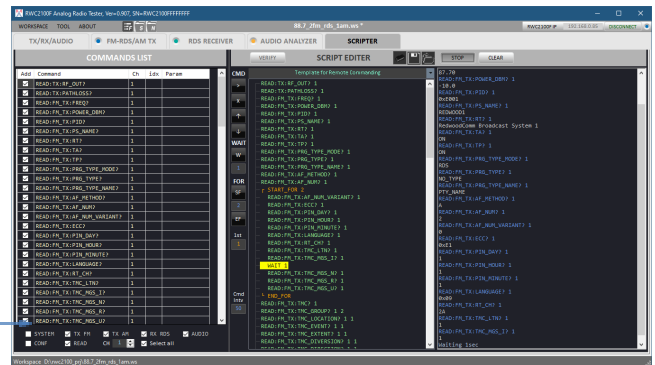 RWC2100F Analog Radio Tester, Ver=0.907, SN=RWC2100FFFFFFFF
WORKSPACE TOOL ABOUT
88.7_2fm_rds_1am.ws *
RWC2100F IP 192.168.0.88 DISCONNECT
TX/RX/AUDIO FM-RDS/AM TX RDS RECEIVER AUDIO ANALYZER SCRIPTER
COMMANDS LIST
Add Command Ch Idx Param
READ:TX:RF_OUT? 1
READ:TX:PATHLOSS? 1
READ:FM_TX:FREQ? 1
READ:FM_TX:POWER_DBM? 1
READ:FM_TX:PID? 1
READ:FM_TX:PS_NAME? 1
READ:FM_TX:RT? 1
READ:FM_TX:TA? 1
READ:FM_TX:TP? 1
READ:FM_TX:PRG_TYPE_MODE? 1
READ:FM_TX:PRG_TYPE? 1
READ:FM_TX:PRG_TYPE_NAME? 1
READ:FM_TX:AF_METHOD? 1
READ:FM_TX:AF_NUM? 1
READ:FM_TX:AF_NUM_VARIANT? 1
READ:FM_TX:ECC? 1
READ:FM_TX:PIN_DAY? 1
READ:FM_TX:PIN_HOUR? 1
READ:FM_TX:PIN_MINUTE? 1
READ:FM_TX:LANGUAGE? 1
READ:FM_TX:RT_CH? 1
READ:FM_TX:TMC_LTN? 1
READ:FM_TX:TMC_MGS_I? 1
READ:FM_TX:TMC_MGS_N? 1
READ:FM_TX:TMC_MGS_R? 1
READ:FM_TX:TMC_MGS_U? 1
SYSTEM TX FM TX AM RX RDS AUDIO
CONF READ CH 1 Select all
VERIFY SCRIPT EDITER STOP CLEAR
CMD
X
WAIT
W
FOR
SF
2
EF
1st
1
Cmd
Intv
Template for Remote Commanding
READ:TX:RF_OUT? 1
READ:TX:PATHLOSS? 1
READ:FM_TX:FREQ? 1
READ:FM_TX:POWER_DBM? 1
READ:FM_TX:PID? 1
READ:FM_TX:PS_NAME? 1
READ:FM_TX:RT? 1
READ:FM_TX:TA? 1
READ:FM_TX:TP? 1
READ:FM_TX:PRG_TYPE_MODE? 1
READ:FM_TX:PRG_TYPE? 1
READ:FM_TX:PRG_TYPE_NAME? 1
READ:FM_TX:AF_METHOD? 1
READ:FM_TX:AF_NUM? 1
START_FOR 2
READ:FM_TX:AF_NUM_VARIANT? 1
READ:FM_TX:ECC? 1
READ:FM_TX:PIN_DAY? 1
READ:FM_TX:PIN_HOUR? 1
READ:FM_TX:PIN_MINUTE? 1
READ:FM_TX:LANGUAGE? 1
READ:FM_TX:RT_CH? 1
READ:FM_TX:TMC_LTN? 1
READ:FM_TX:TMC_MGS_I? 1
WAIT 1
READ:FM_TX:TMC_MGS_N? 1
READ:FM_TX:TMC_MGS_R? 1
READ:FM_TX:TMC_MGS_U? 1
END_FOR
READ:FM_TX:TMC? 1
READ:FM_TX:TMC_GROUP? 1 2
READ:FM_TX:TMC_LOCATION? 1 1
READ:FM_TX:TMC_EVENT? 1 1
READ:FM_TX:TMC_EXTENT? 1 1
READ:FM_TX:TMC_DIVERSION? 1 1
READ:FM_TX:TMC_DIRECTION? 1 1
87.70
READ:FM_TX:POWER_DBM? 1
-10.0
READ:FM_TX:PID? 1
0xE001
READ:FM_TX:PS_NAME? 1
REDWOOD1
READ:FM_TX:RT? 1
RedwoodComm Broadcast System 1
READ:FM_TX:TA? 1
ON
READ:FM_TX:TP? 1
ON
READ:FM_TX:PRG_TYPE_MODE? 1
RDS
READ:FM_TX:PRG_TYPE? 1
NO_TYPE
READ:FM_TX:PRG_TYPE_NAME? 1
PTY_NAME
READ:FM_TX:AF_METHOD? 1
A
READ:FM_TX:AF_NUM? 1
2
READ:FM_TX:AF_NUM_VARIANT? 1
0
READ:FM_TX:ECC? 1
0xE1
READ:FM_TX:PIN_DAY? 1
1
READ:FM_TX:PIN_HOUR? 1
1
READ:FM_TX:PIN_MINUTE? 1
1
READ:FM_TX:LANGUAGE? 1
0x09
READ:FM_TX:RT_CH? 1
2A
READ:FM_TX:TMC_LTN? 1
1
READ:FM_TX:TMC_MGS_I? 1
1
Waiting 1sec
Workspace D:\rwc2100_prj\88.7_2fm_rds_1am.ws